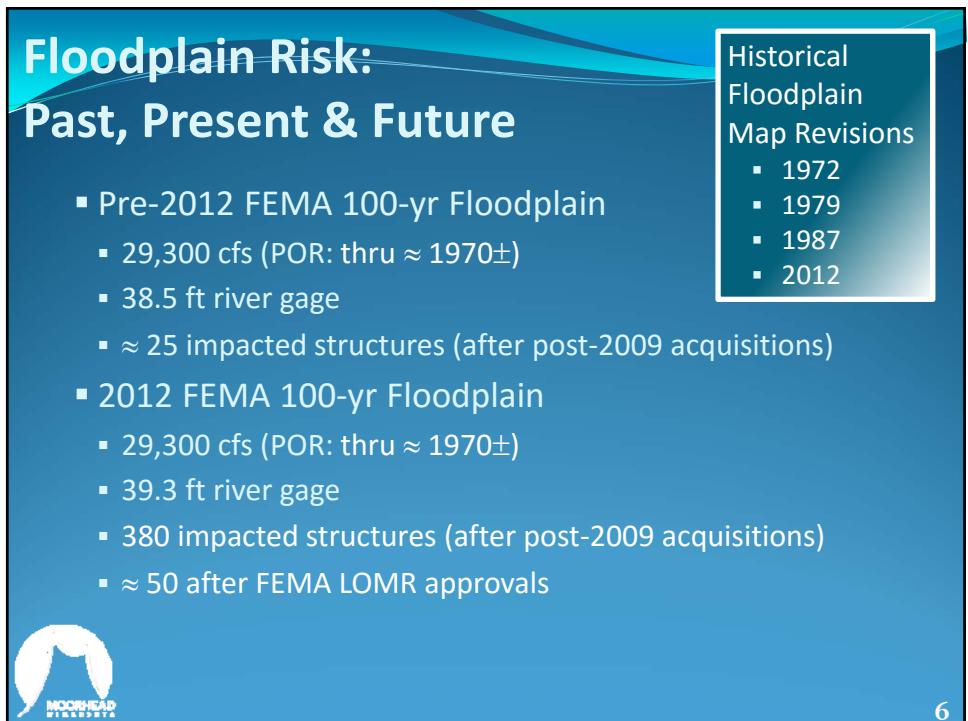 Floodplain Risk:
Past, Present & Future
Historical
Floodplain
Map Revisions
▪ 1972
▪ 1979
▪ 1987
▪ 2012
▪ Pre-2012 FEMA 100-yr Floodplain
▪ 29,300 cfs (POR: thru ≈ 1970±)
▪ 38.5 ft river gage
▪ ≈ 25 impacted structures (after post-2009 acquisitions)
▪ 2012 FEMA 100-yr Floodplain
▪ 29,300 cfs (POR: thru ≈ 1970±)
▪ 39.3 ft river gage
▪ 380 impacted structures (after post-2009 acquisitions)
▪ ≈ 50 after FEMA LOMR approvals
MOORHEAD
MINNESOTA
6